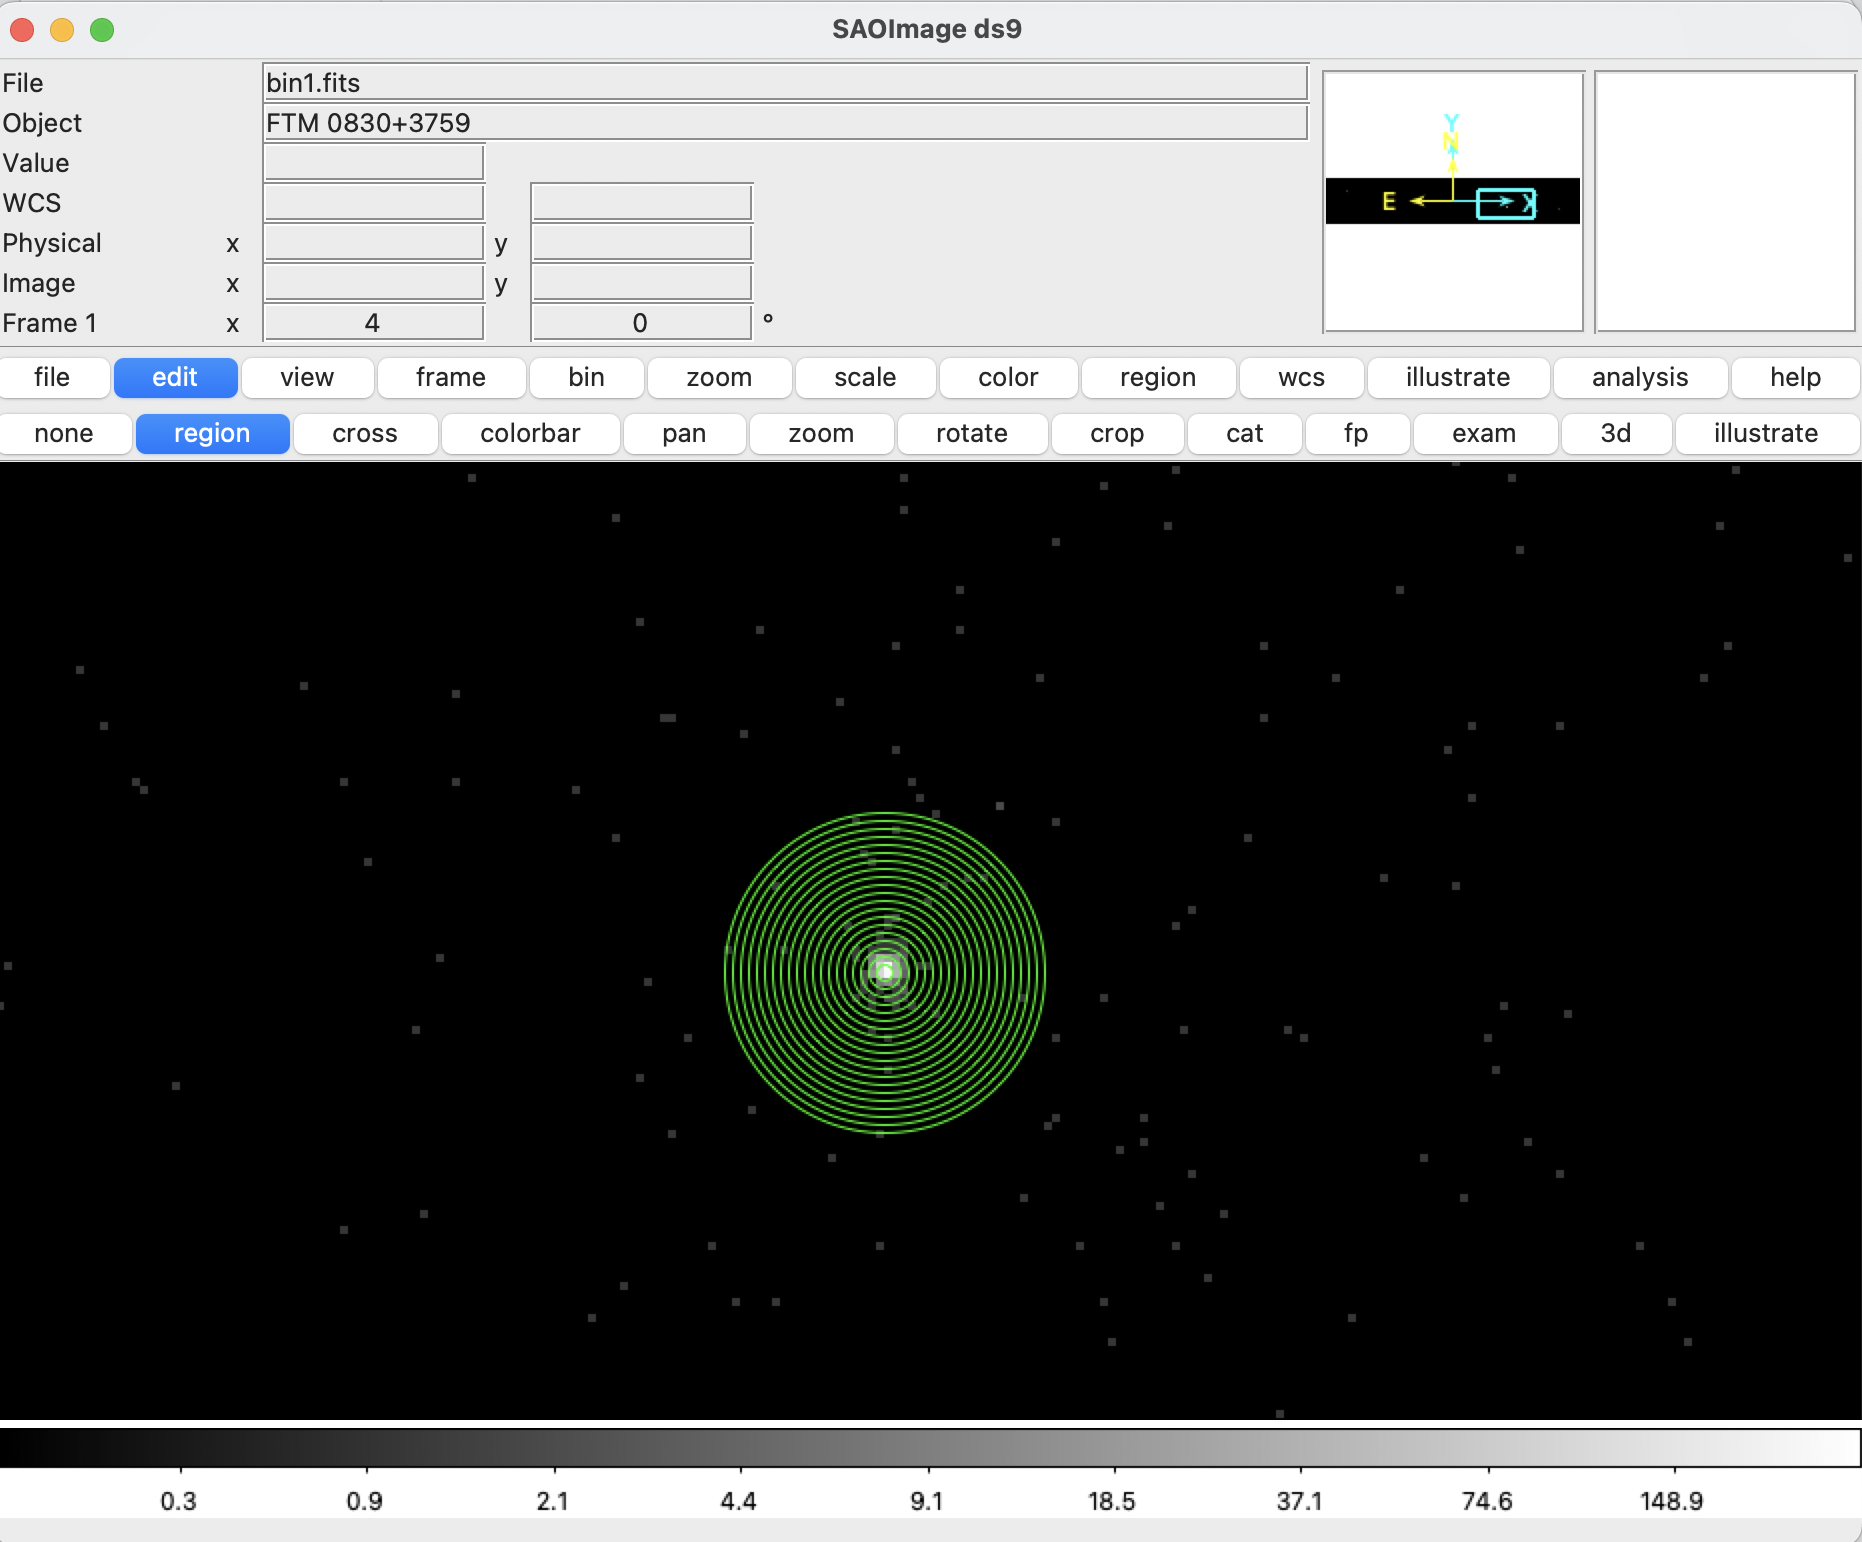 SAOImage ds9
File bin1.fits
Object FTM 0830+3759
Value
WCS
Physical x y
Image x y
Frame 1 x 4 0 °
Y
N
E X
file edit view frame bin zoom scale color region wcs illustrate analysis help
none region cross colorbar pan zoom rotate crop cat fp exam 3d illustrate
0.3 0.9 2.1 4.4 9.1 18.5 37.1 74.6 148.9